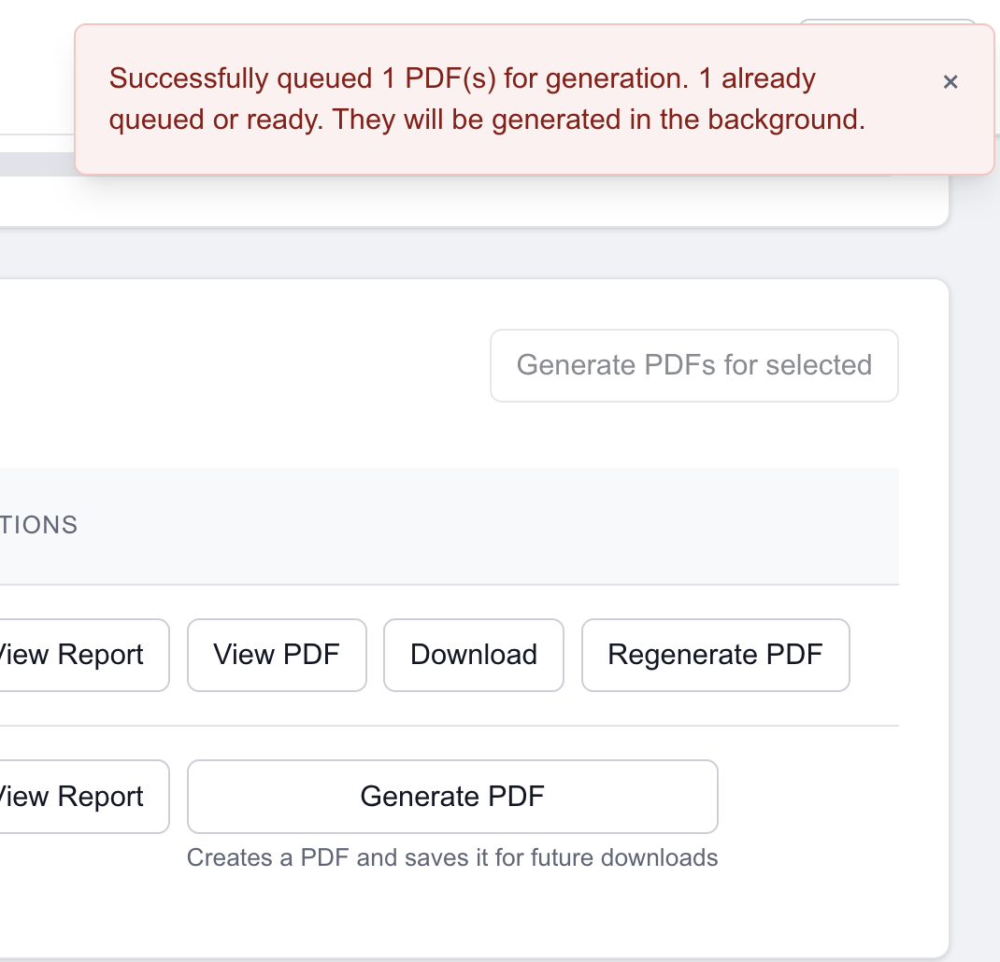 Successfully queued 1 PDF(s) for generation. 1 already
queued or ready. They will be generated in the background.
×
Generate PDFs for selected
TIONS
View Report
View PDF
Download
Regenerate PDF
View Report
Generate PDF
Creates a PDF and saves it for future downloads